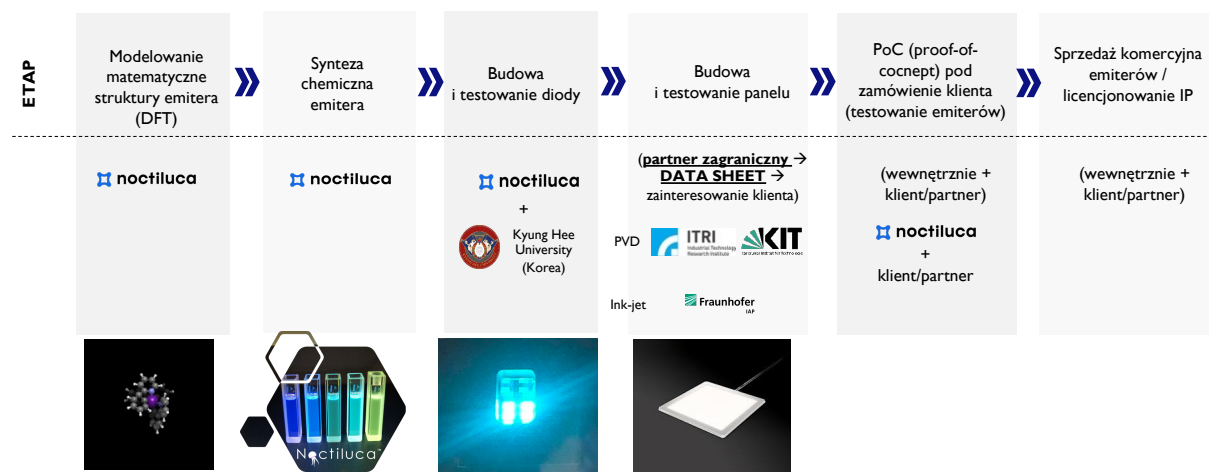 ETAP
Modelowanie
matematyczne
struktury emitera
(DFT)
Synteza
chemiczna
emitera
Budowa
i testowanie diody
Budowa
i testowanie panelu
PoC (proof-of-
cocnept) pod
zamówienie klienta
(testowanie emiterów)
Sprzedaż komercyjna
emiterów /
licencjonowanie IP
noctiluca
noctiluca
noctiluca
+
Kyung Hee
University
(Korea)
(partner zagraniczny →
DATA SHEET →
zainteresowanie klienta)
PVD
ITRI
Industrial Technology
Research Institute
KIT
Ink-jet
Fraunhofer
IAP
(wewnętrznie +
klient/partner)
noctiluca
+
klient/partner
(wewnętrznie +
klient/partner)
Noctiluca™